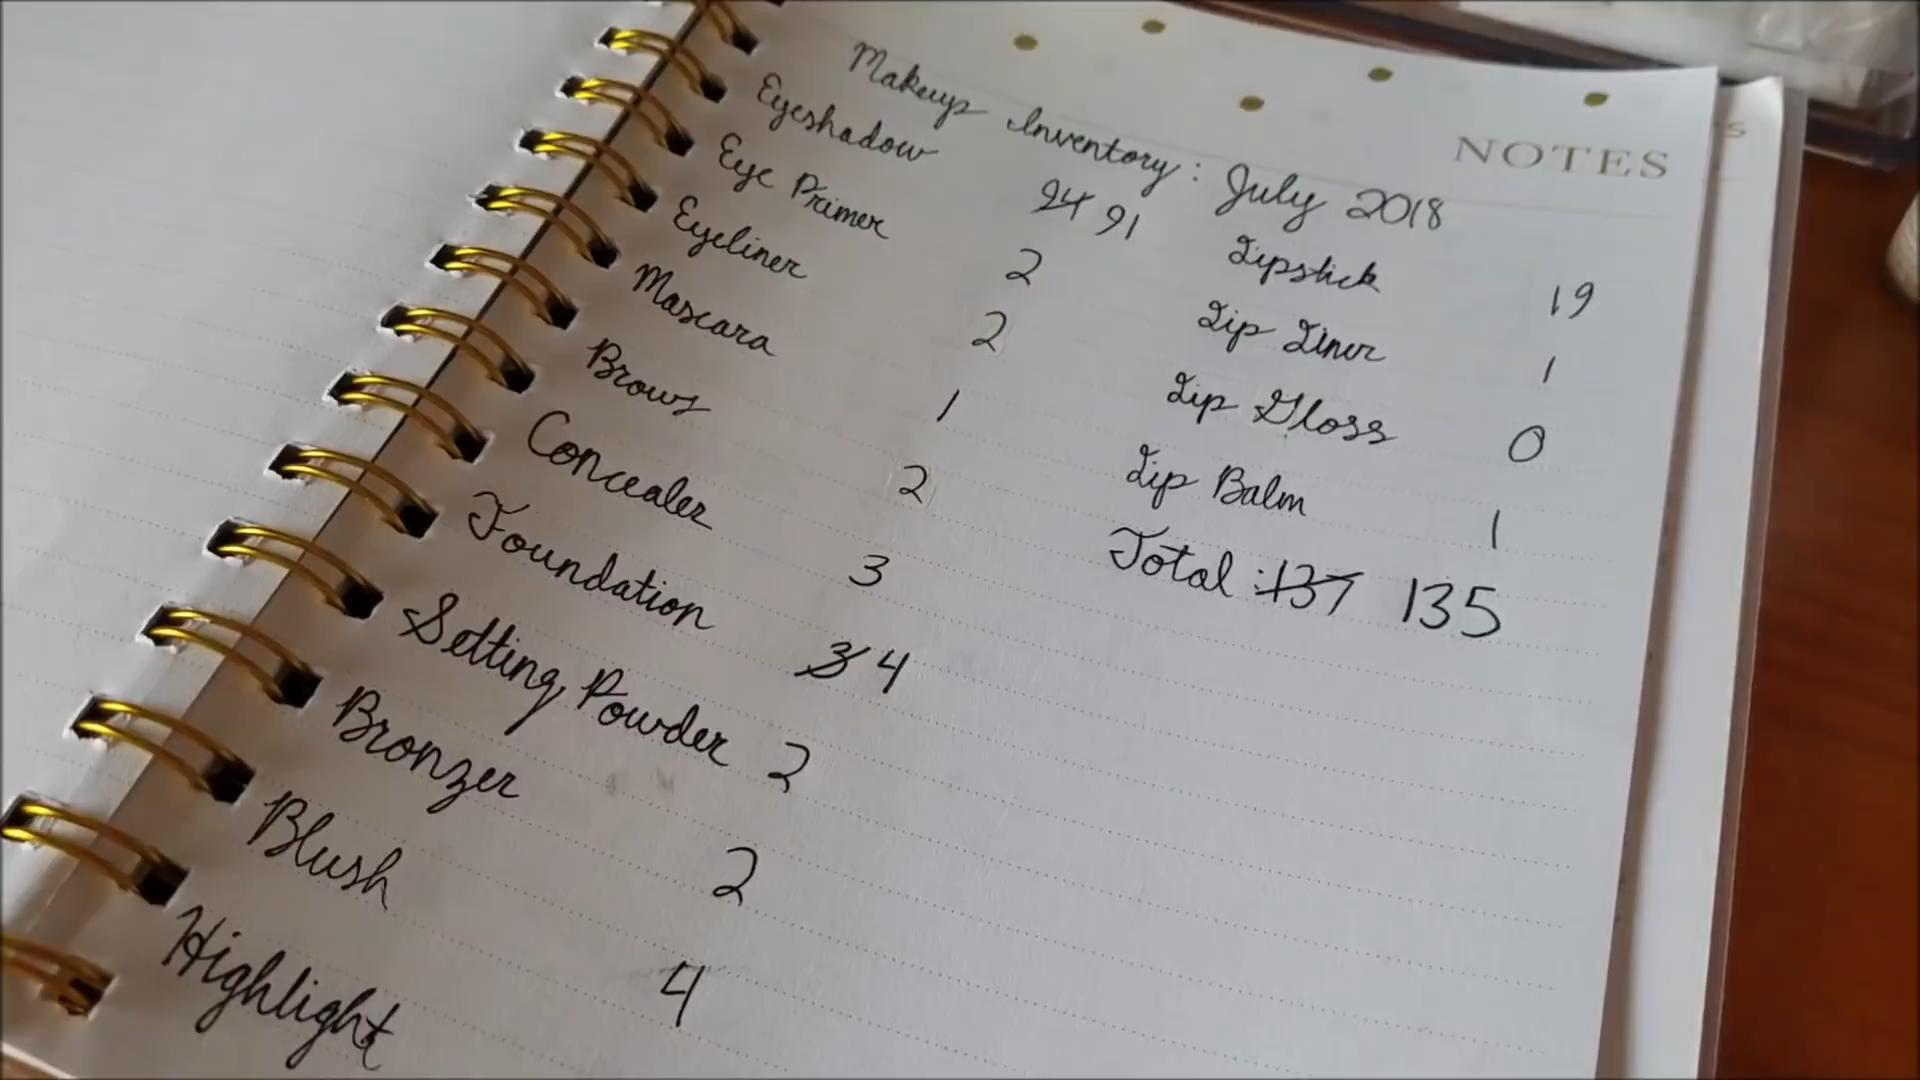 NOTES
Makeup Inventory: July 2018
Eyeshadow 94 91
Eye Primer 2
Eyeliner 2
Mascara 1
Brows 2
Concealer 3
Foundation 3 4
Setting Powder 2
Bronzer 2
Blush 4
Highlight
Lipstick 19
Lip Liner 1
Lip Gloss 0
Lip Balm 1
Total: 137 135